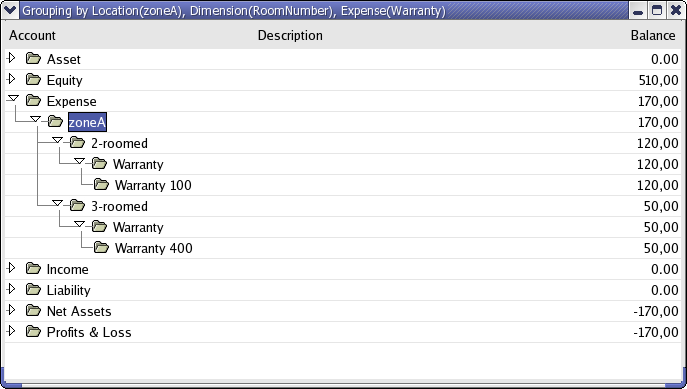 Grouping by Location(zoneA), Dimension(RoomNumber), Expense(Warranty)
Account Description Balance
Asset 0.00
Equity 510,00
Expense 170,00
zoneA 170,00
2-roomed 120,00
Warranty 120,00
Warranty 100 120,00
3-roomed 50,00
Warranty 50,00
Warranty 400 50,00
Income 0.00
Liability 0.00
Net Assets -170,00
Profits & Loss -170,00